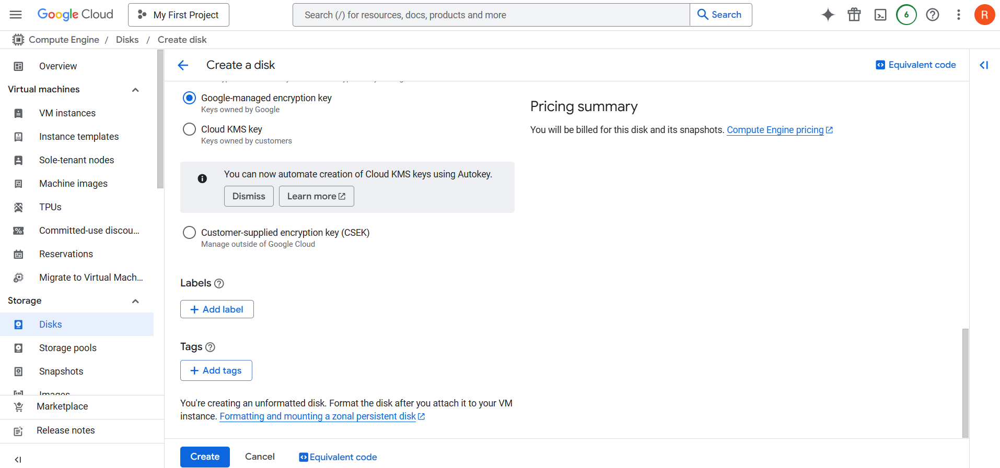 Google Cloud
My First Project
Search (/) for resources, docs, products and more
Search
6
R
Compute Engine / Disks / Create disk
Overview
Virtual machines
VM instances
Instance templates
Sole-tenant nodes
Machine images
TPUs
Committed-use discou...
Reservations
Migrate to Virtual Mach...
Storage
Disks
Storage pools
Snapshots
Images
Marketplace
Release notes
Create a disk
Equivalent code
Google-managed encryption key
Keys owned by Google
Cloud KMS key
Keys owned by customers
You can now automate creation of Cloud KMS keys using Autokey.
Dismiss
Learn more
Customer-supplied encryption key (CSEK)
Manage outside of Google Cloud
Labels
Add label
Tags
Add tags
You're creating an unformatted disk. Format the disk after you attach it to your VM
instance. Formatting and mounting a zonal persistent disk
Create
Cancel
Equivalent code
Pricing summary
You will be billed for this disk and its snapshots. Compute Engine pricing